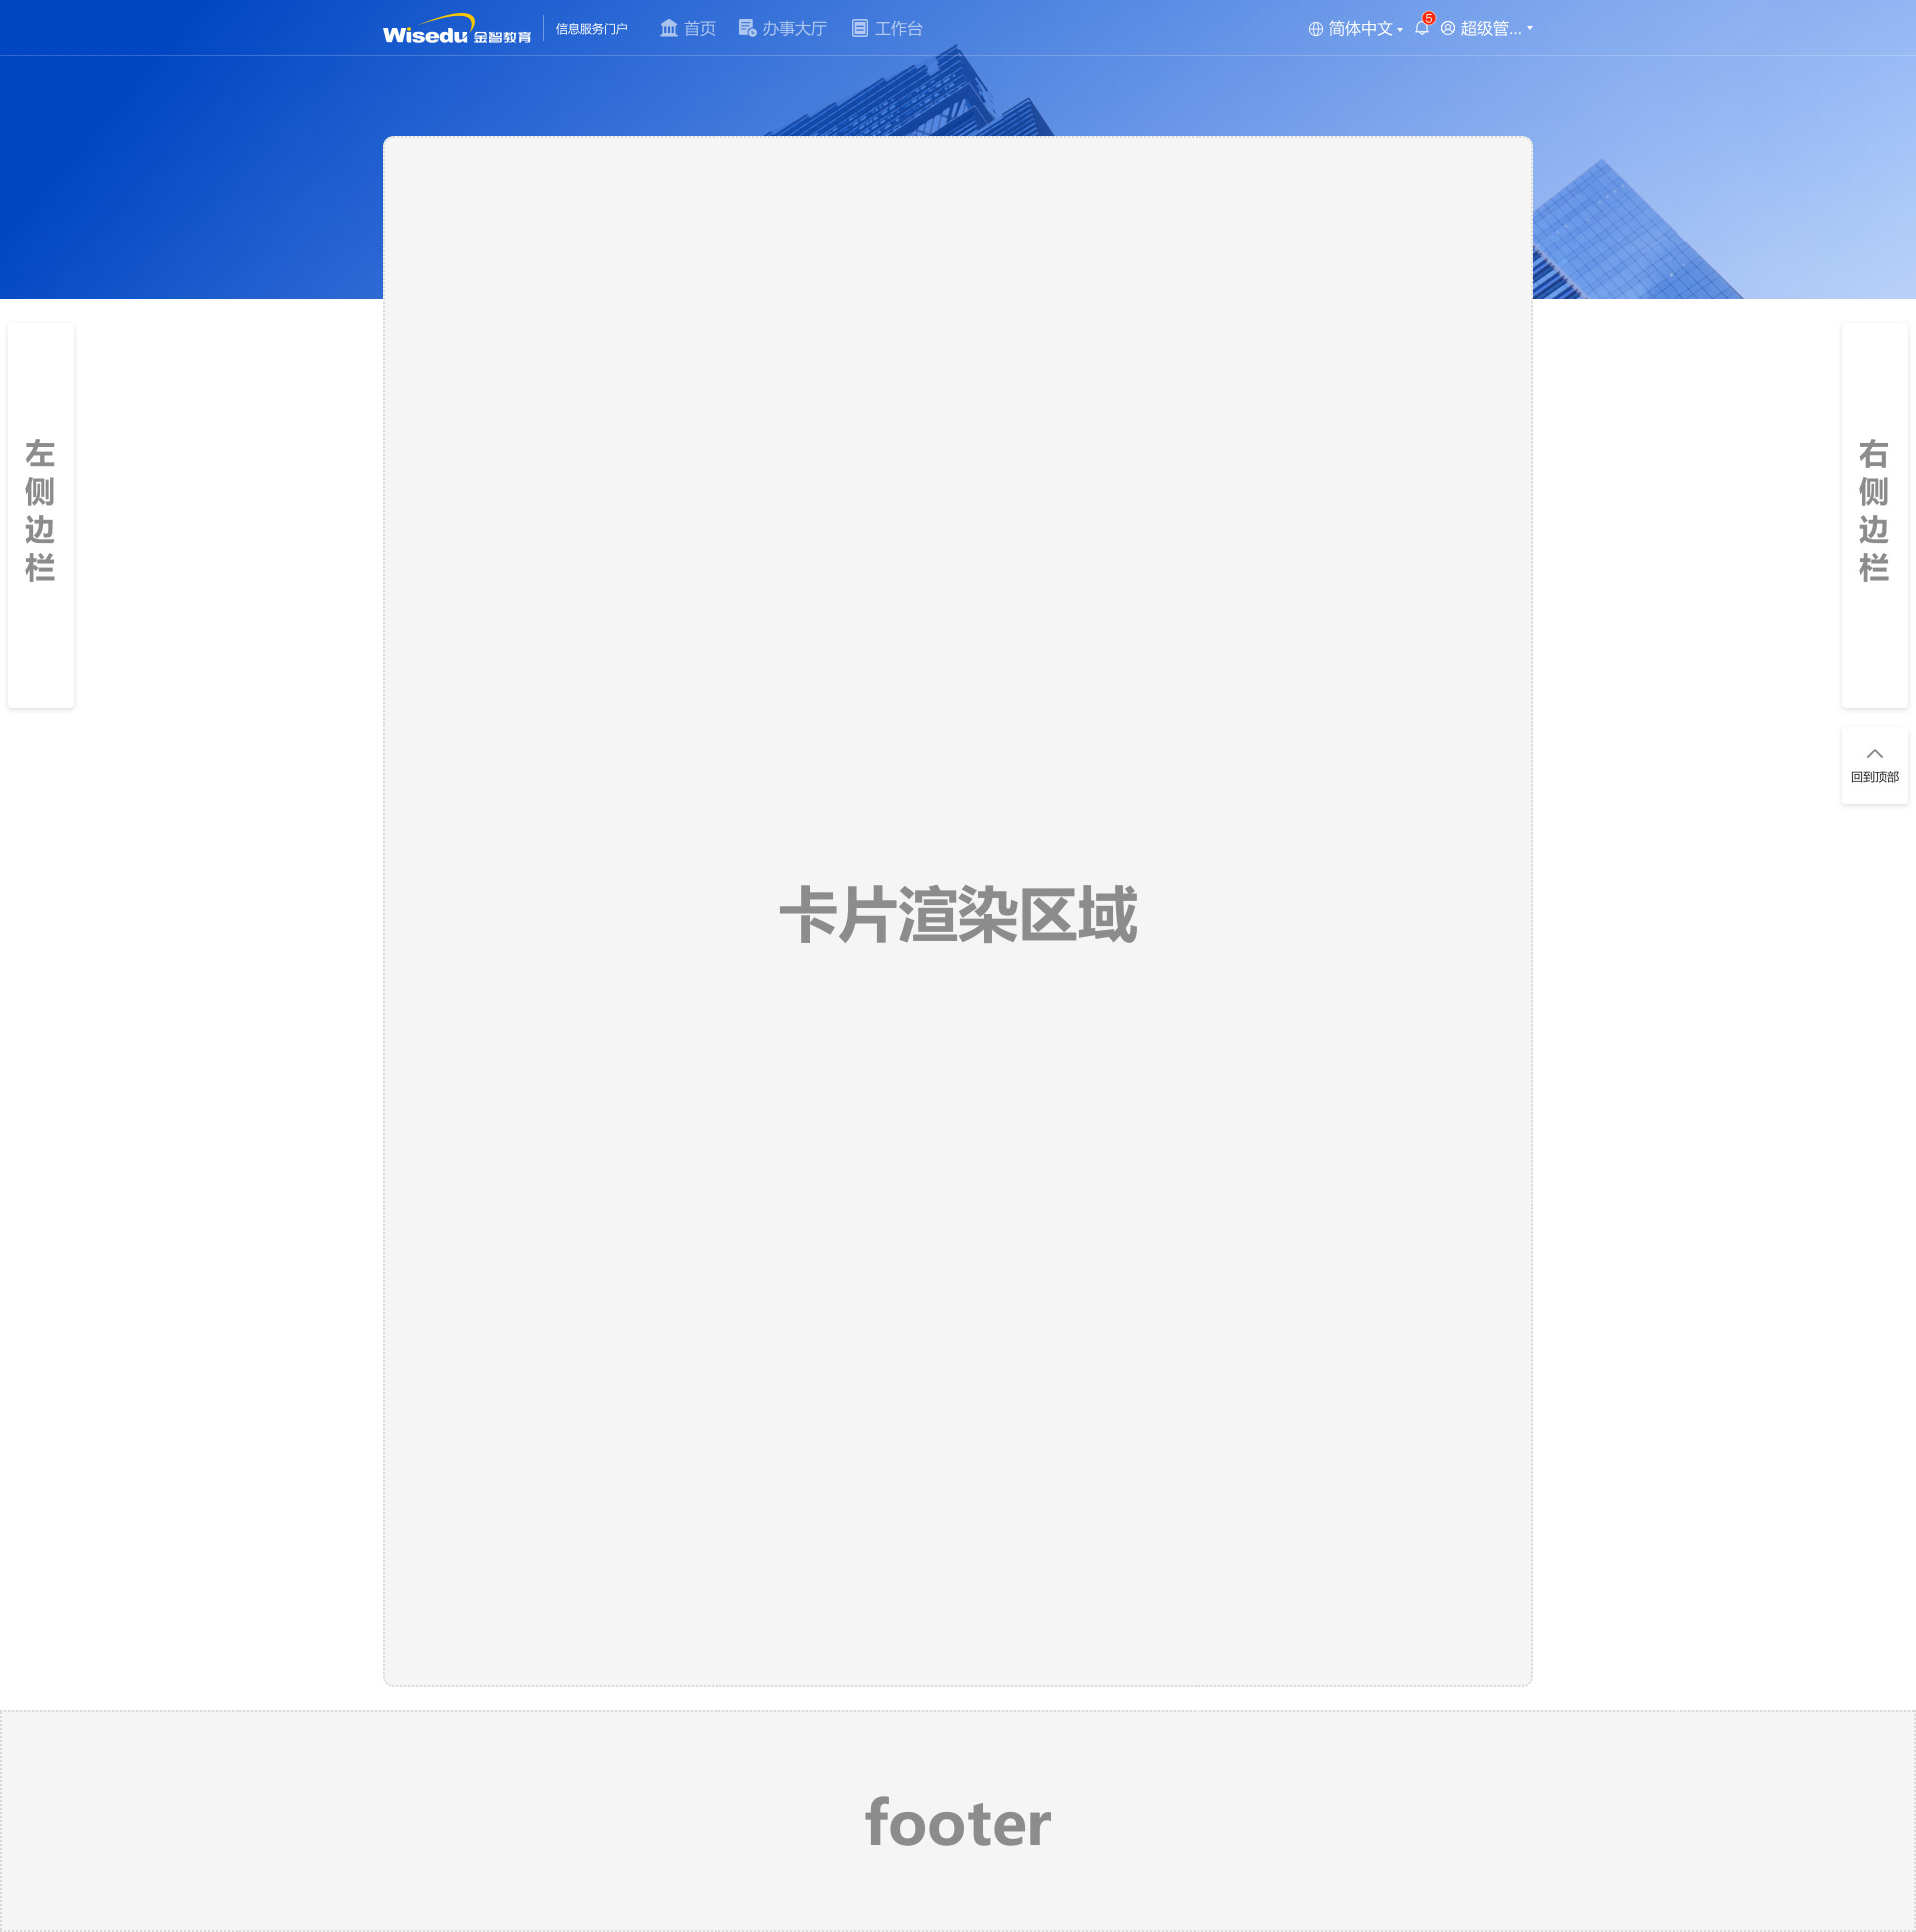 Wisedu 金智教育 信息服务门户 首页 办事大厅 工作台 简体中文 5 超级管...
左侧边栏
右侧边栏
回到顶部
卡片渲染区域
footer